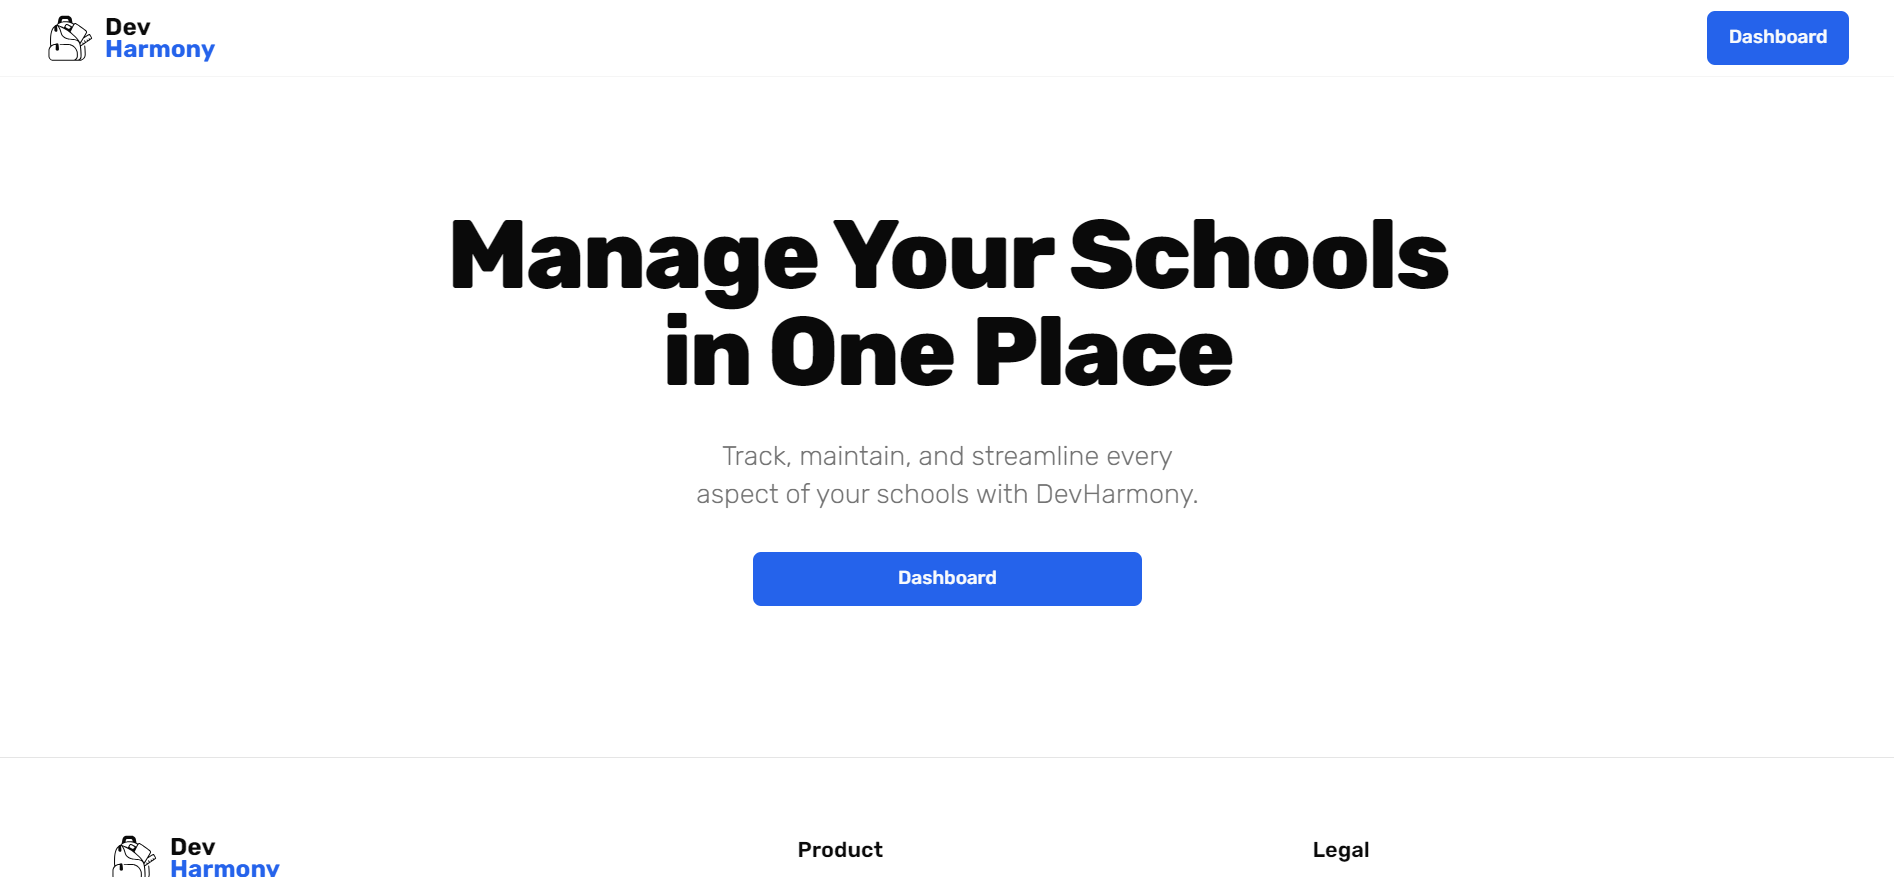 Dev
Harmony
Dashboard
Manage Your Schools
in One Place
Track, maintain, and streamline every
aspect of your schools with DevHarmony.
Dashboard
Dev
Harmony
Product
Legal